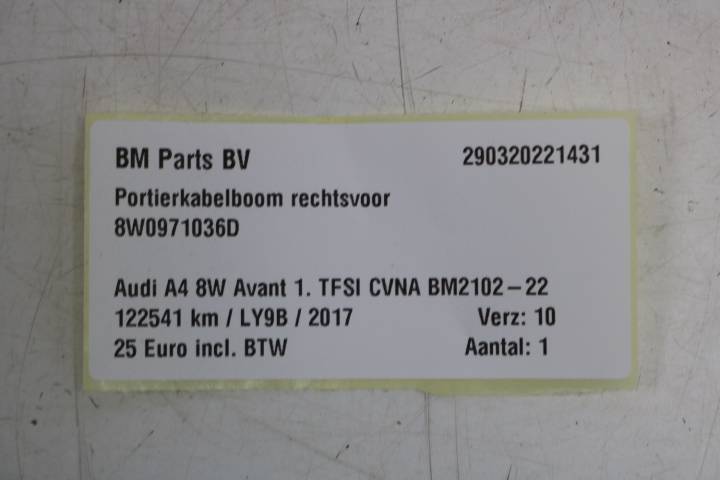 BM Parts BV 290320221431
Portierkabelboom rechtsvoor
8W0971036D
Audi A4 8W Avant 1. TFSI CVNA BM2102-22
122541 km / LY9B / 2017 Verz: 10
25 Euro incl. BTW Aantal: 1